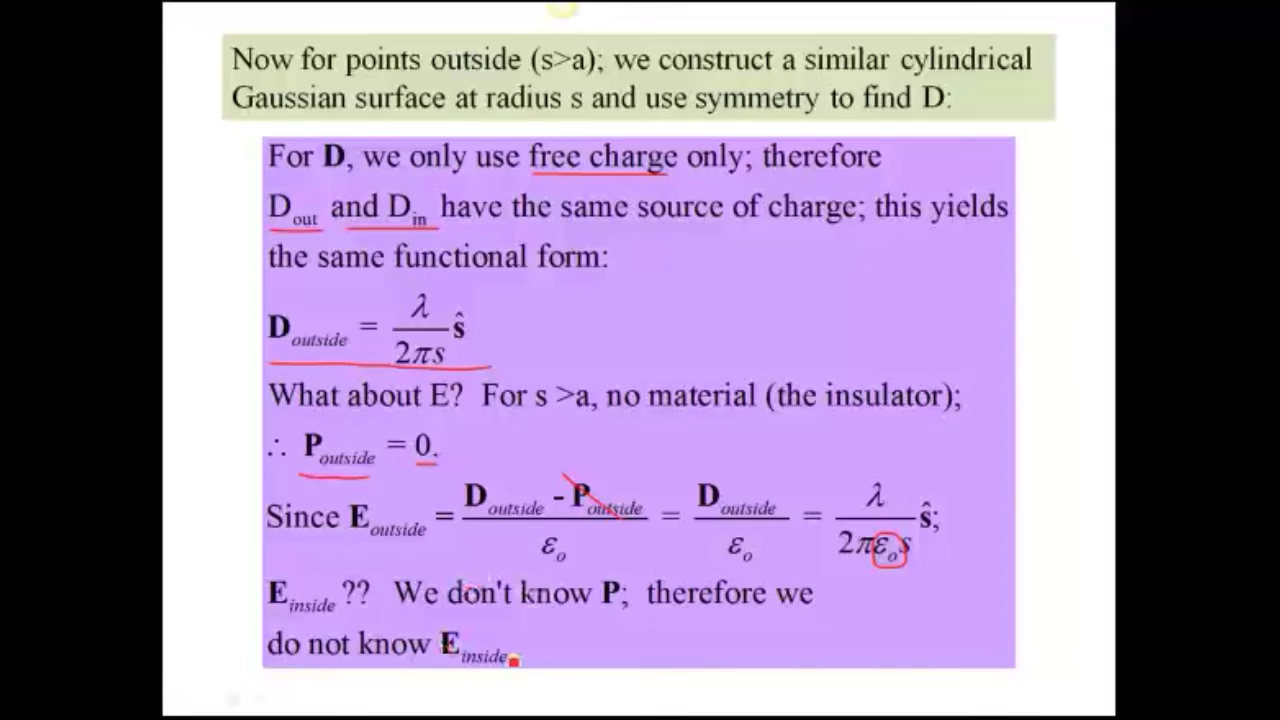 Now for points outside (s>a); we construct a similar cylindrical
Gaussian surface at radius s and use symmetry to find D:
For D, we only use free charge only; therefore
D_out and D_in have the same source of charge; this yields
the same functional form:
D_outside = λ / 2πs ŝ
What about E? For s >a, no material (the insulator);
∴ P_outside = 0.
Since E_outside = (D_outside - P_outside) / ε_o = D_outside / ε_o = λ / 2πε_o s ŝ;
E_inside ?? We don't know P; therefore we
do not know E_inside